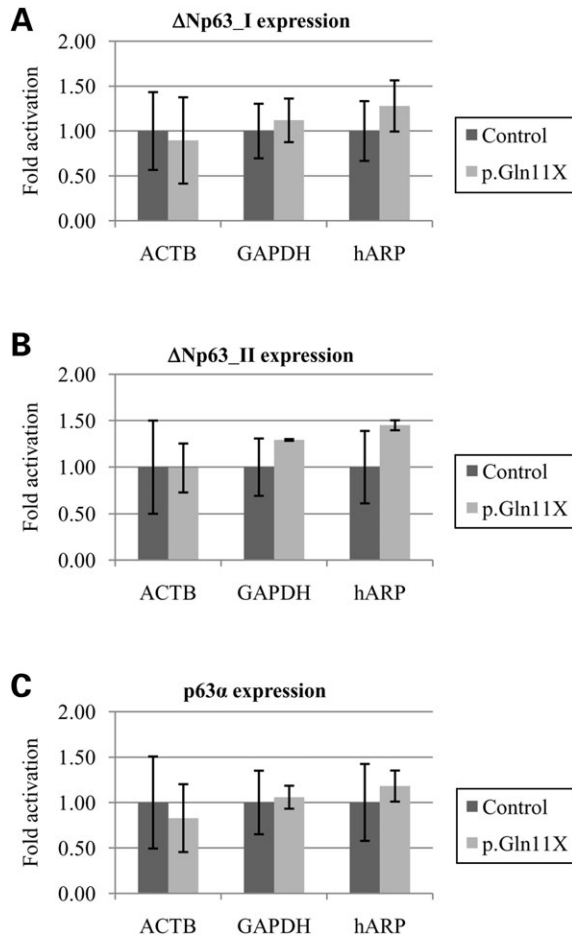 A
ΔNp63_I expression
2.00
1.50
1.00
0.50
0.00
Fold activation
ACTB GAPDH hARP
Control
p.Gln11X
B
ΔNp63_II expression
2.00
1.50
1.00
0.50
0.00
Fold activation
ACTB GAPDH hARP
Control
p.Gln11X
C
p63α expression
2.00
1.50
1.00
0.50
0.00
Fold activation
ACTB GAPDH hARP
Control
p.Gln11X